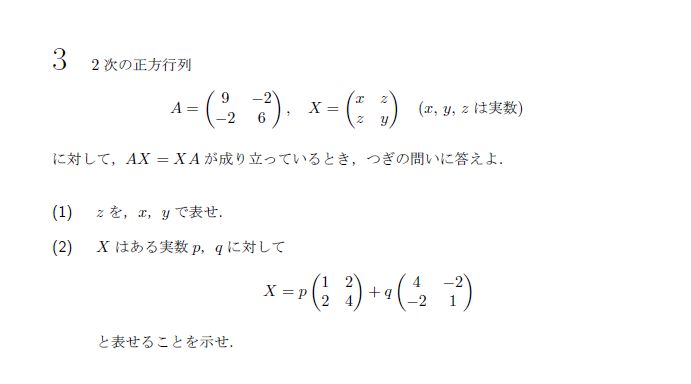 3 2 次の正方行列
A = \begin{pmatrix} 9 & -2 \\ -2 & 6 \end{pmatrix}, X = \begin{pmatrix} x & z \\ z & y \end{pmatrix} (x, y, z は実数)
に対して，AX = XA が成り立っているとき，つぎの問いに答えよ．
(1) z を，x，y で表せ．
(2) X はある実数 p，q に対して
X = p \begin{pmatrix} 1 & 2 \\ 2 & 4 \end{pmatrix} + q \begin{pmatrix} 4 & -2 \\ -2 & 1 \end{pmatrix}
と表せることを示せ．